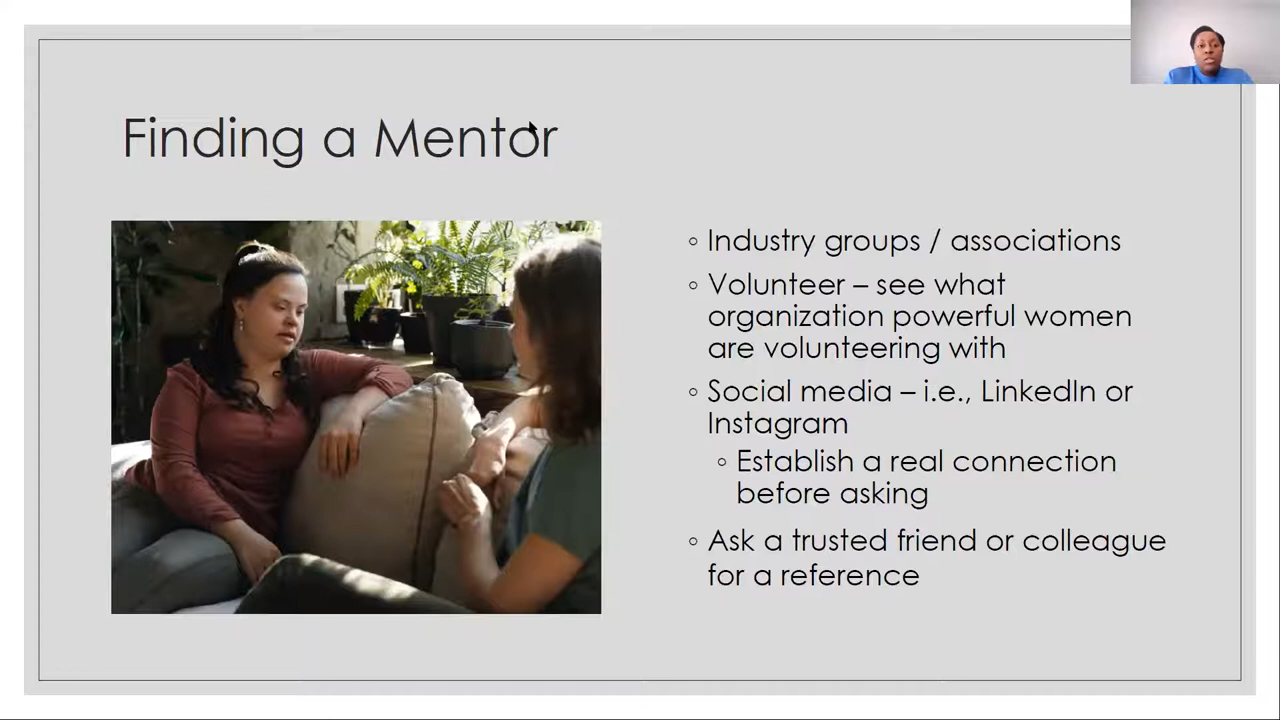 Finding a Mentor
◦ Industry groups / associations
◦ Volunteer – see what
organization powerful women
are volunteering with
◦ Social media – i.e., LinkedIn or
Instagram
◦ Establish a real connection
before asking
◦ Ask a trusted friend or colleague
for a reference